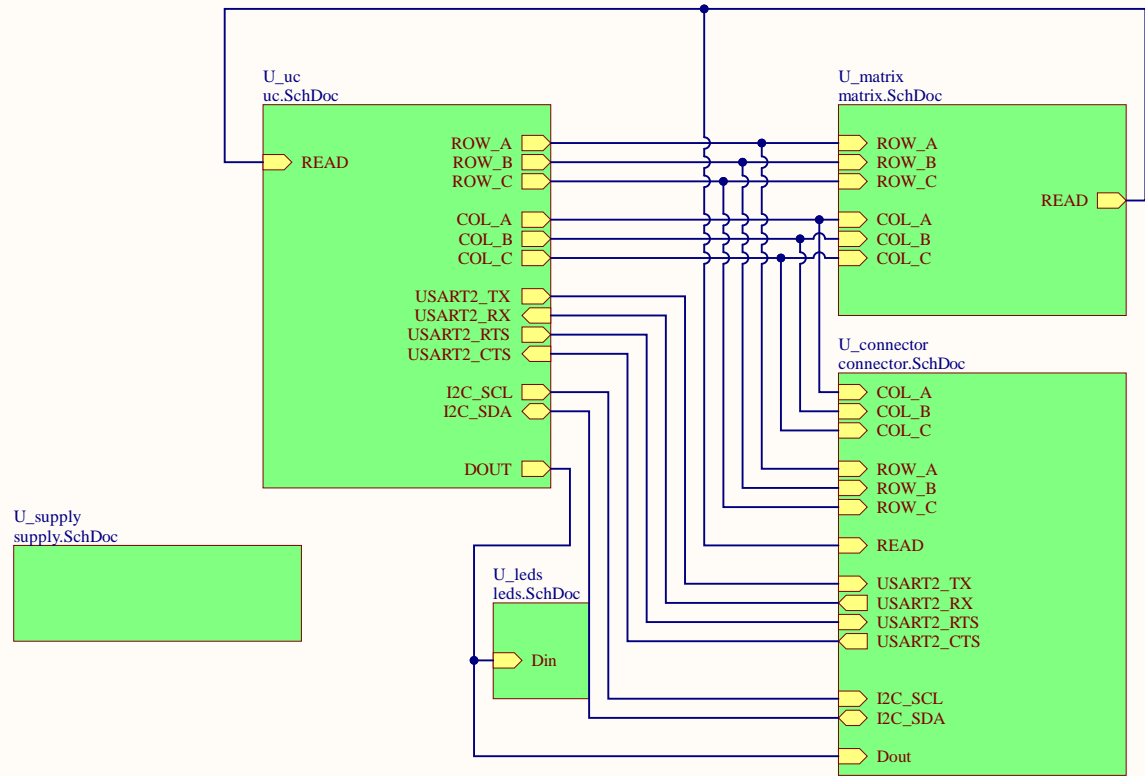 U_uc
uc.SchDoc
READ
ROW_A
ROW_B
ROW_C
COL_A
COL_B
COL_C
USART2_TX
USART2_RX
USART2_RTS
USART2_CTS
I2C_SCL
I2C_SDA
DOUT
U_matrix
matrix.SchDoc
ROW_A
ROW_B
ROW_C
COL_A
COL_B
COL_C
READ
U_connector
connector.SchDoc
COL_A
COL_B
COL_C
ROW_A
ROW_B
ROW_C
READ
USART2_TX
USART2_RX
USART2_RTS
USART2_CTS
I2C_SCL
I2C_SDA
Dout
U_supply
supply.SchDoc
U_leds
leds.SchDoc
Din